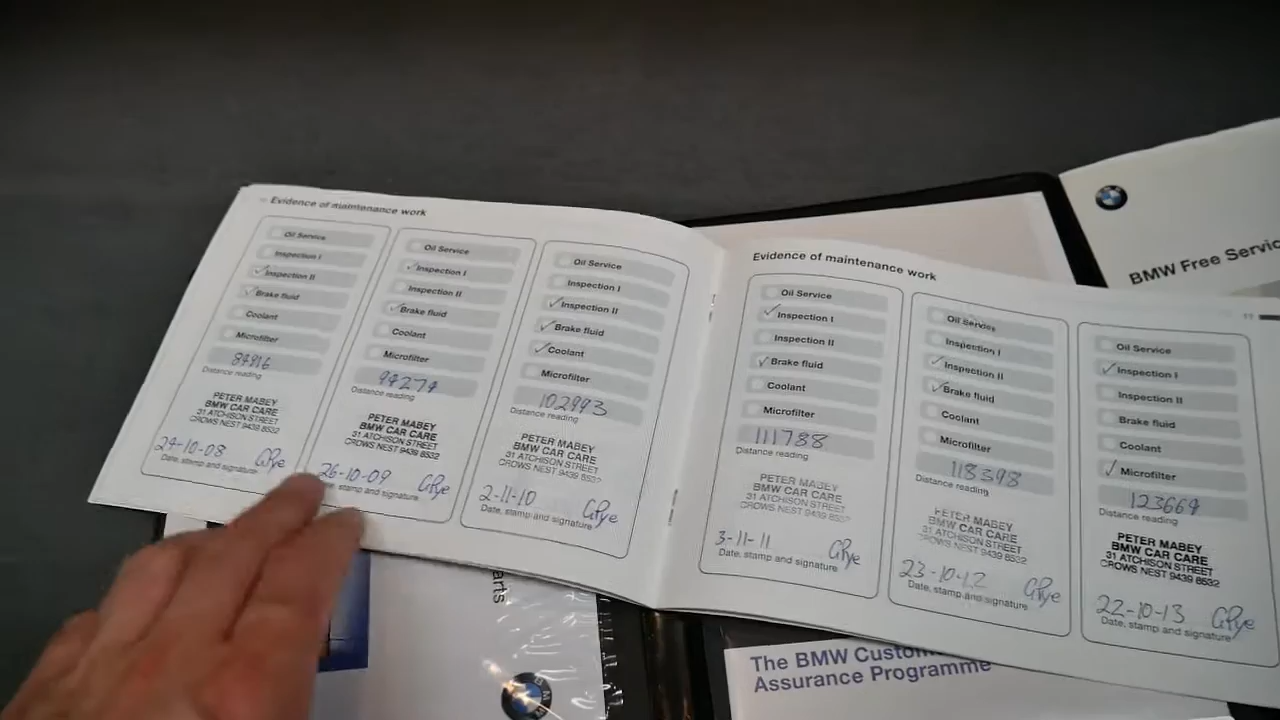 Evidence of maintenance work
Oil Service
Inspection I
Inspection II
Brake fluid
Coolant
Microfilter
Distance reading
PETER MABEY
BMW CAR CARE
31 ATCHISON STREET
CROWS NEST 9439 8532
24-10-08 GPye
Date, stamp and signature
Oil Service
Inspection I
Inspection II
Brake fluid
Coolant
Microfilter
94274
Distance reading
PETER MABEY
BMW CAR CARE
31 ATCHISON STREET
CROWS NEST 9439 8532
26-10-09 GPye
stamp and signature
Oil Service
Inspection I
Inspection II
Brake fluid
Coolant
Microfilter
102993
Distance reading
PETER MABEY
BMW CAR CARE
31 ATCHISON STREET
CROWS NEST 9439 8532
2-11-10 GPye
Date, stamp and signature
Evidence of maintenance work
Oil Service
Inspection I
Inspection II
Brake fluid
Coolant
Microfilter
111788
Distance reading
PETER MABEY
BMW CAR CARE
31 ATCHISON STREET
CROWS NEST 9439 8532
3-11-11 GPye
Date, stamp and signature
Oil Service
Inspection I
Inspection II
Brake fluid
Coolant
Microfilter
118398
Distance reading
PETER MABEY
BMW CAR CARE
31 ATCHISON STREET
CROWS NEST 9439 8532
23-10-12 GPye
Date, stamp and signature
Oil Service
Inspection I
Inspection II
Brake fluid
Coolant
Microfilter
123669
Distance reading
PETER MABEY
BMW CAR CARE
31 ATCHISON STREET
CROWS NEST 9439 8532
22-10-13 GPye
Date, stamp and signature
BMW Free Servic
arts
The BMW Custom
Assurance Programme